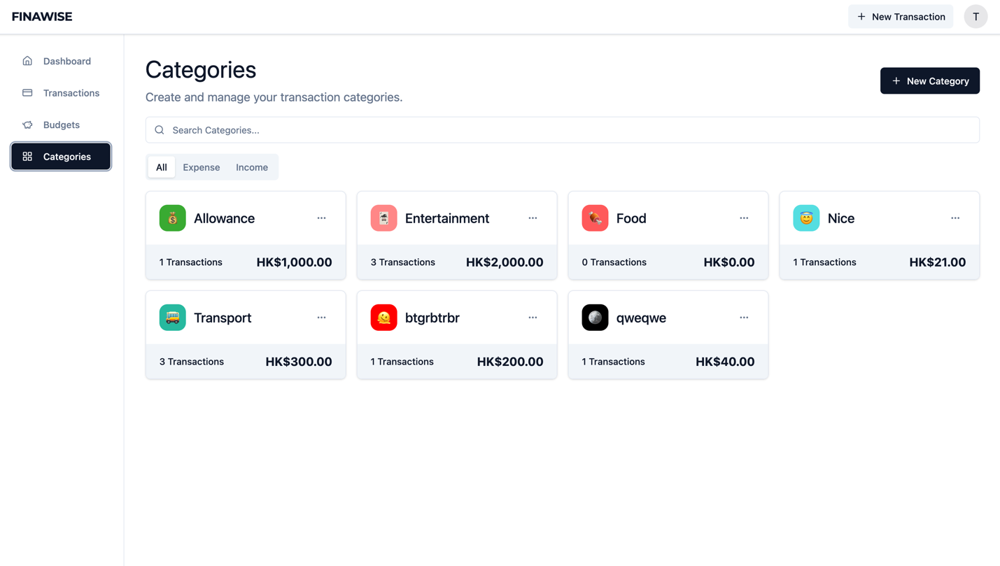 FINAWISE
+ New Transaction
T
Dashboard
Transactions
Budgets
Categories
Categories
Create and manage your transaction categories.
+ New Category
Search Categories...
All Expense Income
Allowance ...
1 Transactions HK$1,000.00
Entertainment ...
3 Transactions HK$2,000.00
Food ...
0 Transactions HK$0.00
Nice ...
1 Transactions HK$21.00
Transport ...
3 Transactions HK$300.00
btgrbtrbr ...
1 Transactions HK$200.00
qweqwe ...
1 Transactions HK$40.00